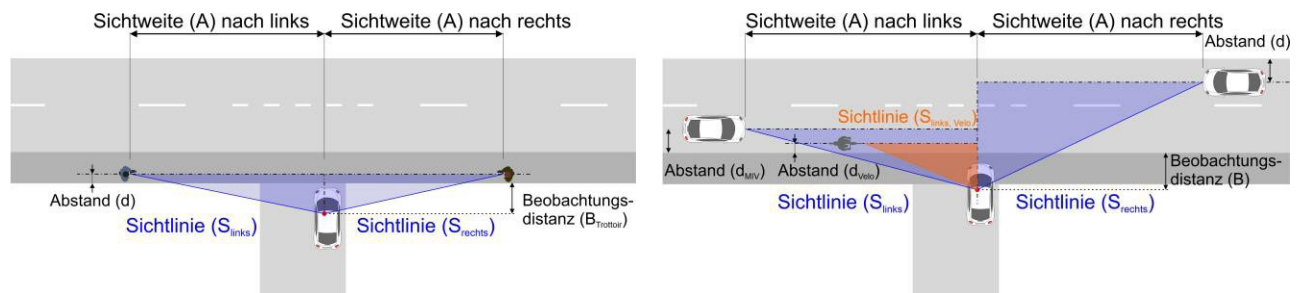 Sichtweite (A) nach links
Sichtweite (A) nach rechts
Abstand (d)
Sichtlinie (Slinks)
Sichtlinie (Srechts)
Beobachtungs-
distanz (BTrottoir)
Sichtweite (A) nach links
Sichtweite (A) nach rechts
Abstand (d)
Sichtlinie (Slinks, Velo)
Abstand (dMIV)
Abstand (dVelo)
Beobachtungs-
distanz (B)
Sichtlinie (Slinks)
Sichtlinie (Srechts)